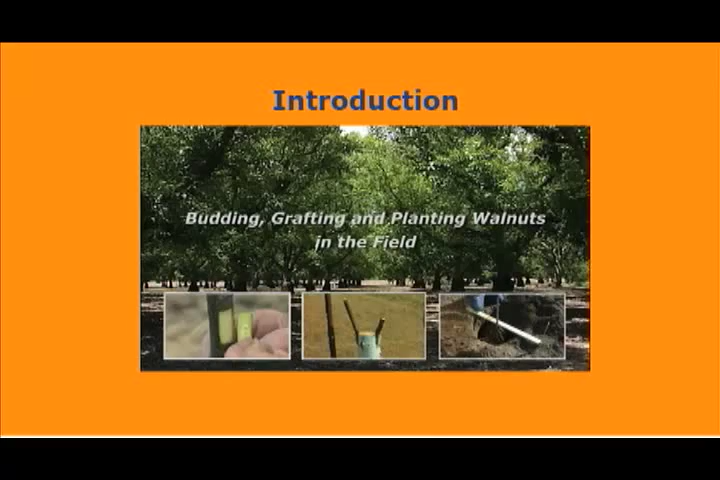 Introduction
Budding, Grafting and Planting Walnuts
in the Field